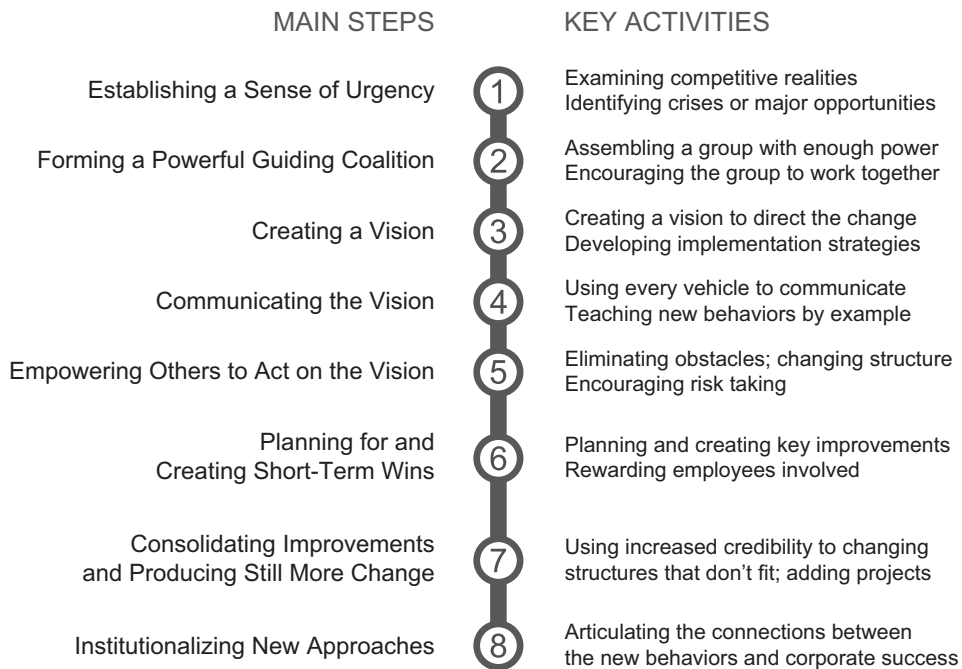 MAIN STEPS
KEY ACTIVITIES
Establishing a Sense of Urgency
1
Examining competitive realities
Identifying crises or major opportunities
Forming a Powerful Guiding Coalition
2
Assembling a group with enough power
Encouraging the group to work together
Creating a Vision
3
Creating a vision to direct the change
Developing implementation strategies
Communicating the Vision
4
Using every vehicle to communicate
Teaching new behaviors by example
Empowering Others to Act on the Vision
5
Eliminating obstacles; changing structure
Encouraging risk taking
Planning for and
Creating Short-Term Wins
6
Planning and creating key improvements
Rewarding employees involved
Consolidating Improvements
and Producing Still More Change
7
Using increased credibility to changing
structures that don’t fit; adding projects
Institutionalizing New Approaches
8
Articulating the connections between
the new behaviors and corporate success